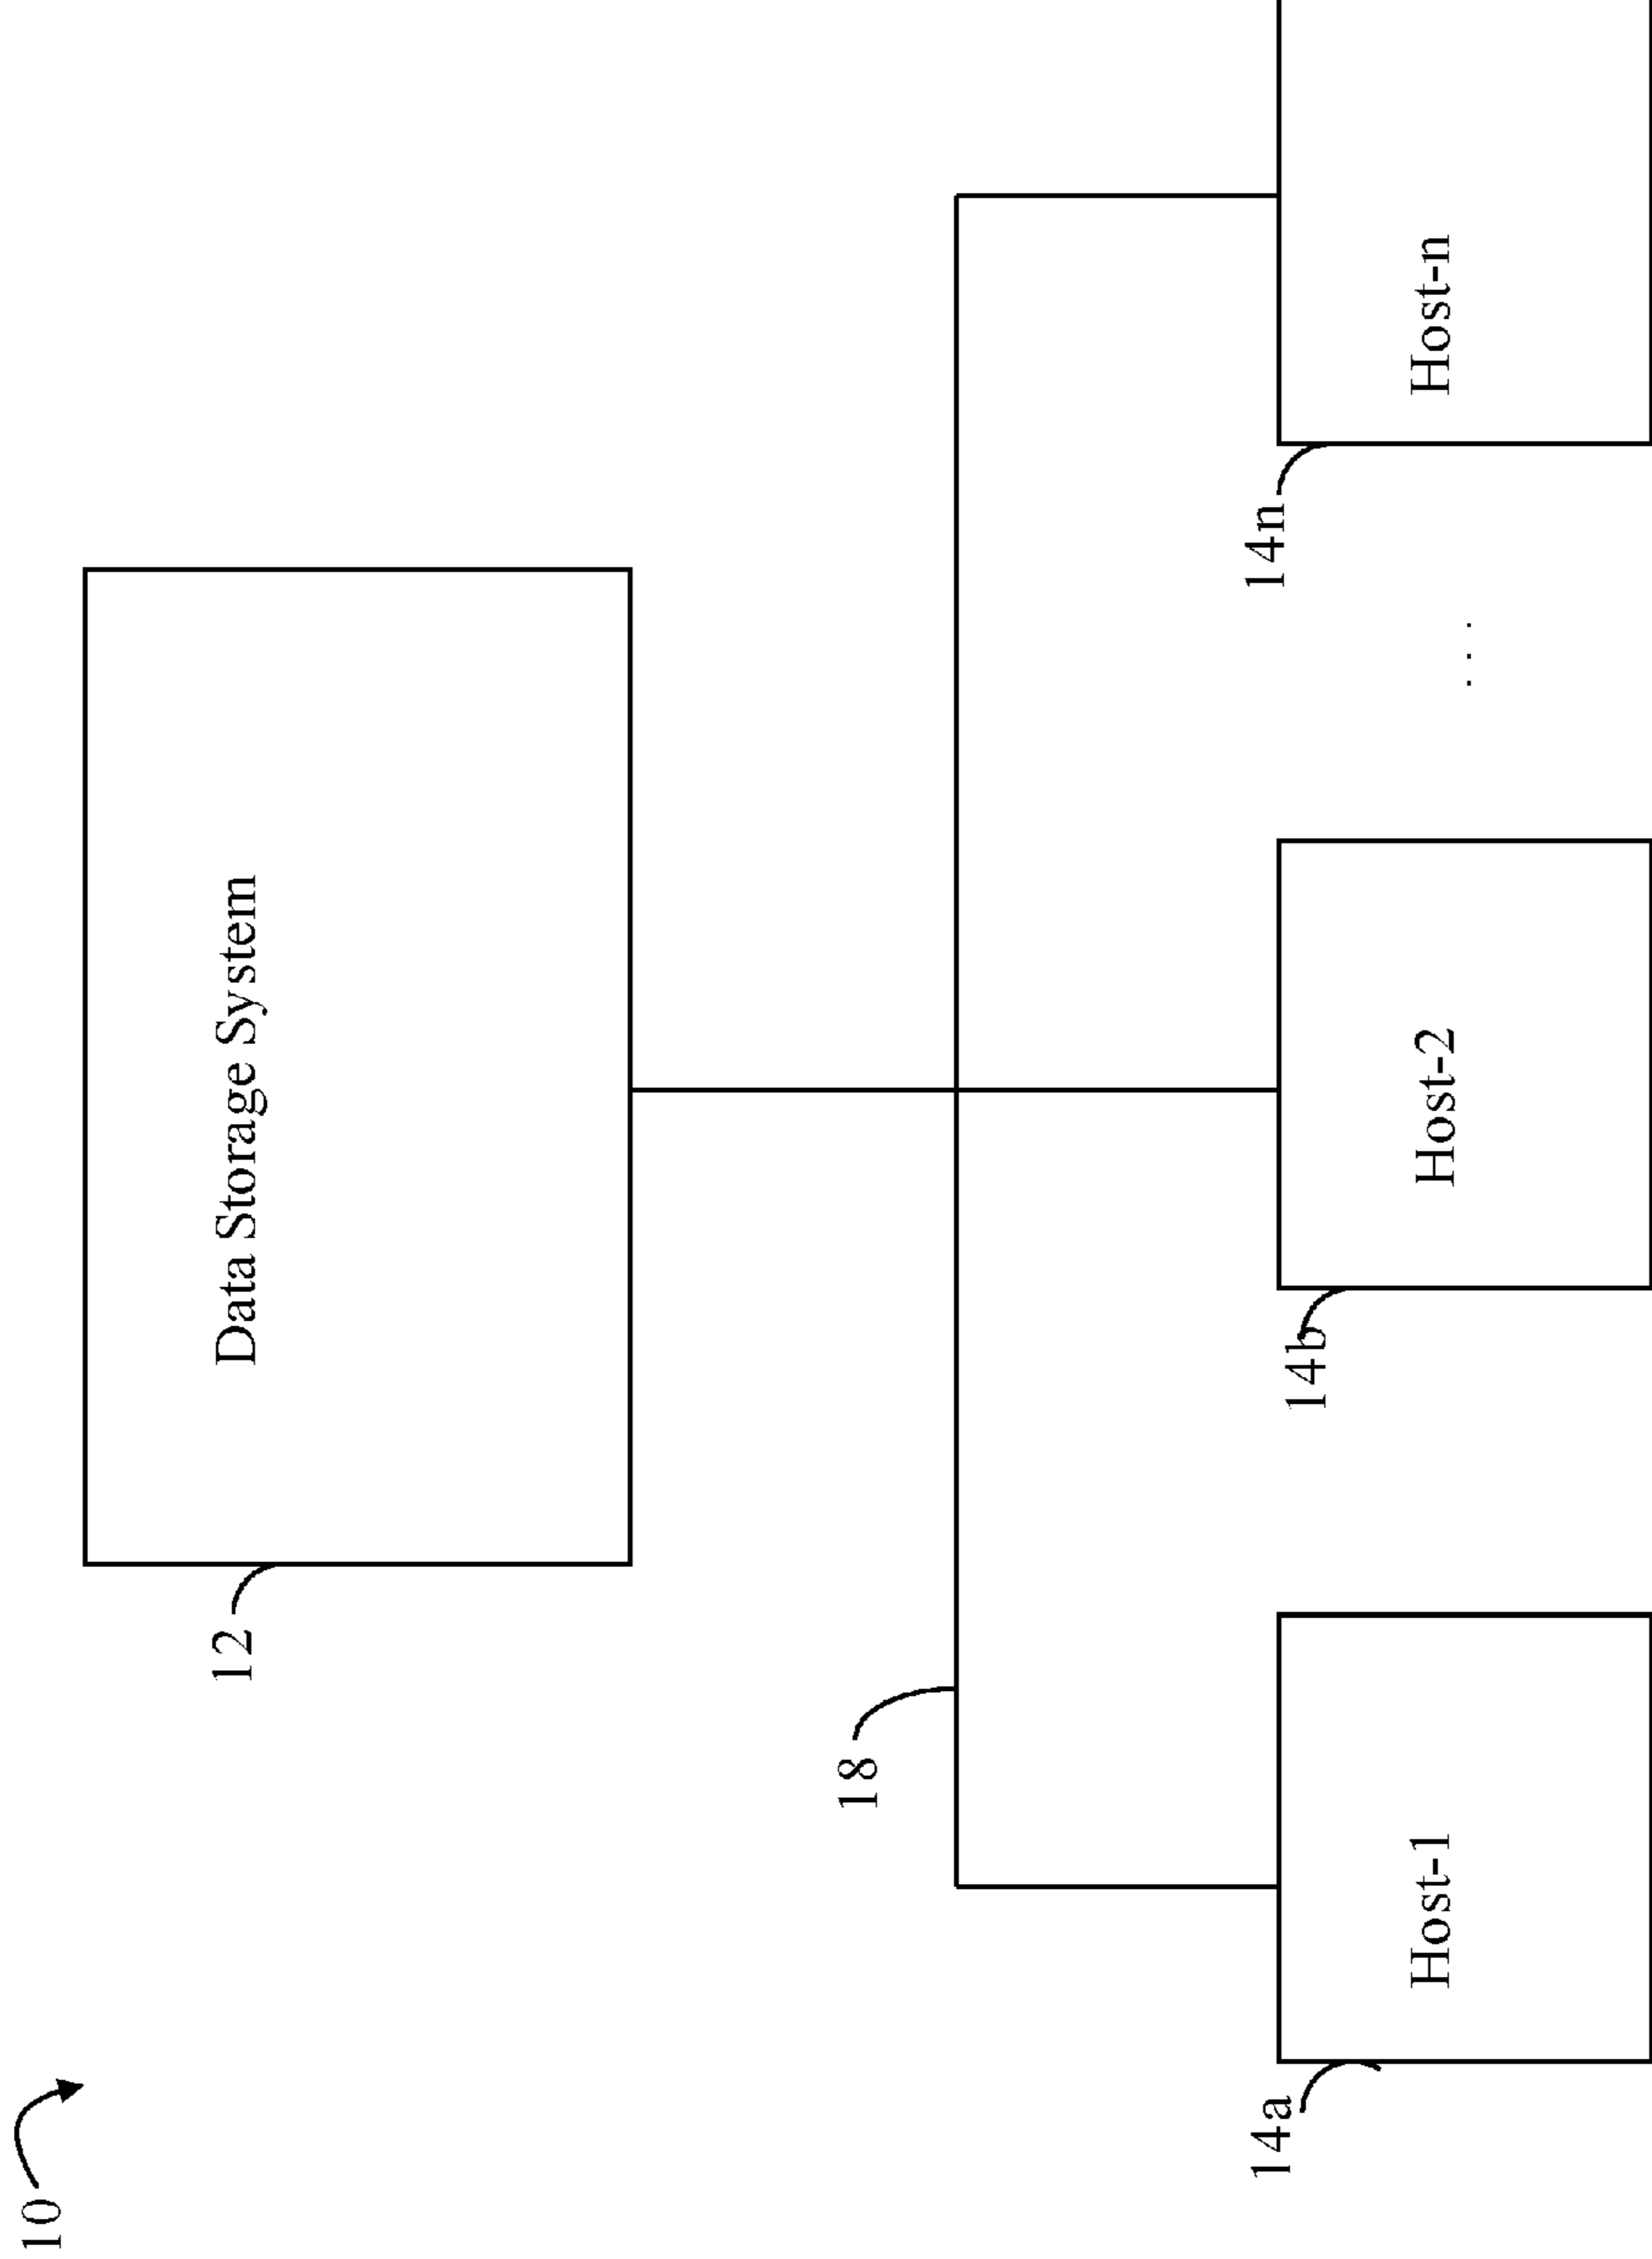 10
Data Storage System
12
18
14a
Host-1
14b
Host-2
. . .
14n
Host-n